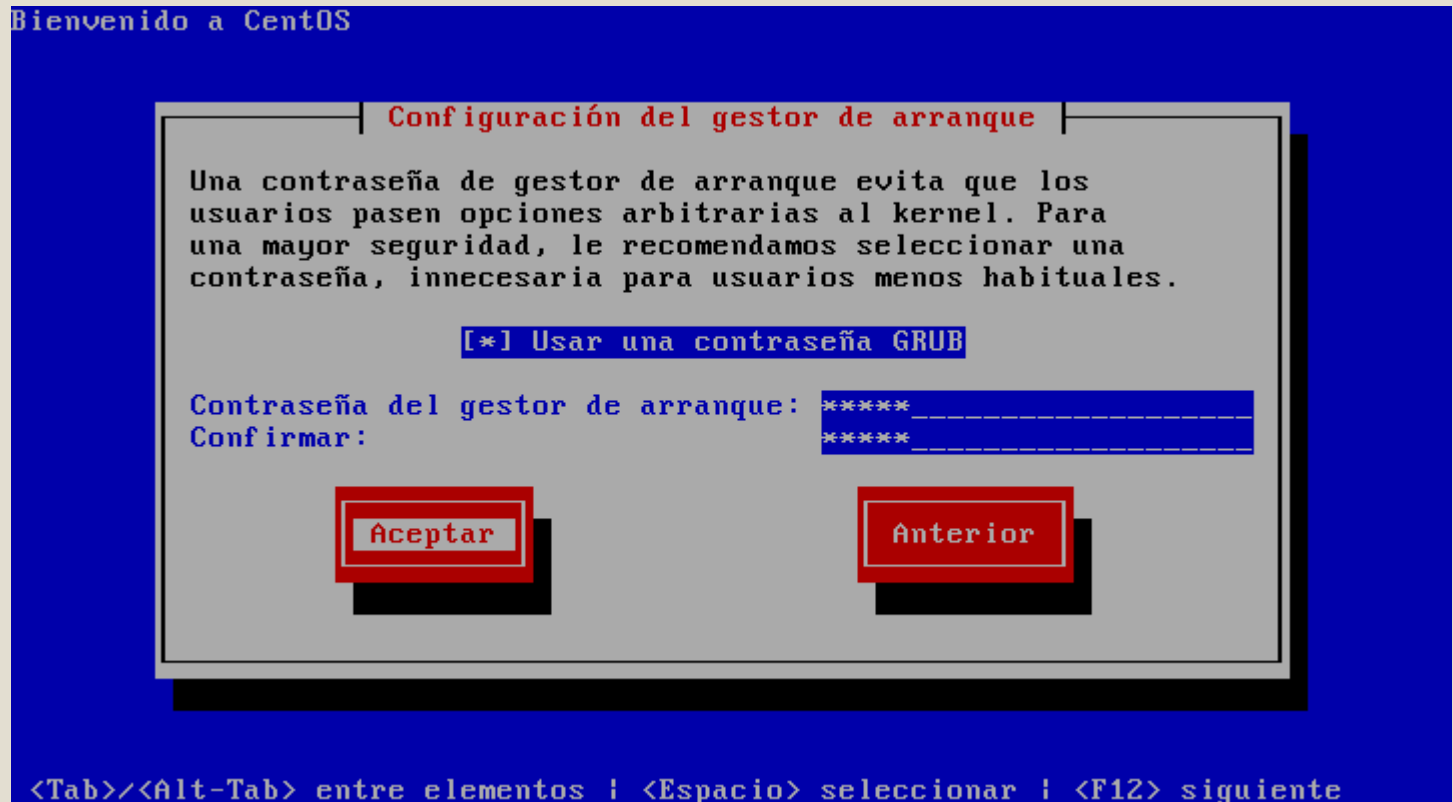 Bienvenido a CentOS
Configuración del gestor de arranque
Una contraseña de gestor de arranque evita que los
usuarios pasen opciones arbitrarias al kernel. Para
una mayor seguridad, le recomendamos seleccionar una
contraseña, innecesaria para usuarios menos habituales.
[*] Usar una contraseña GRUB
Contraseña del gestor de arranque: *****___________________
Confirmar: *****___________________
Aceptar Anterior
<Tab>/<Alt-Tab> entre elementos | <Espacio> seleccionar | <F12> siguiente